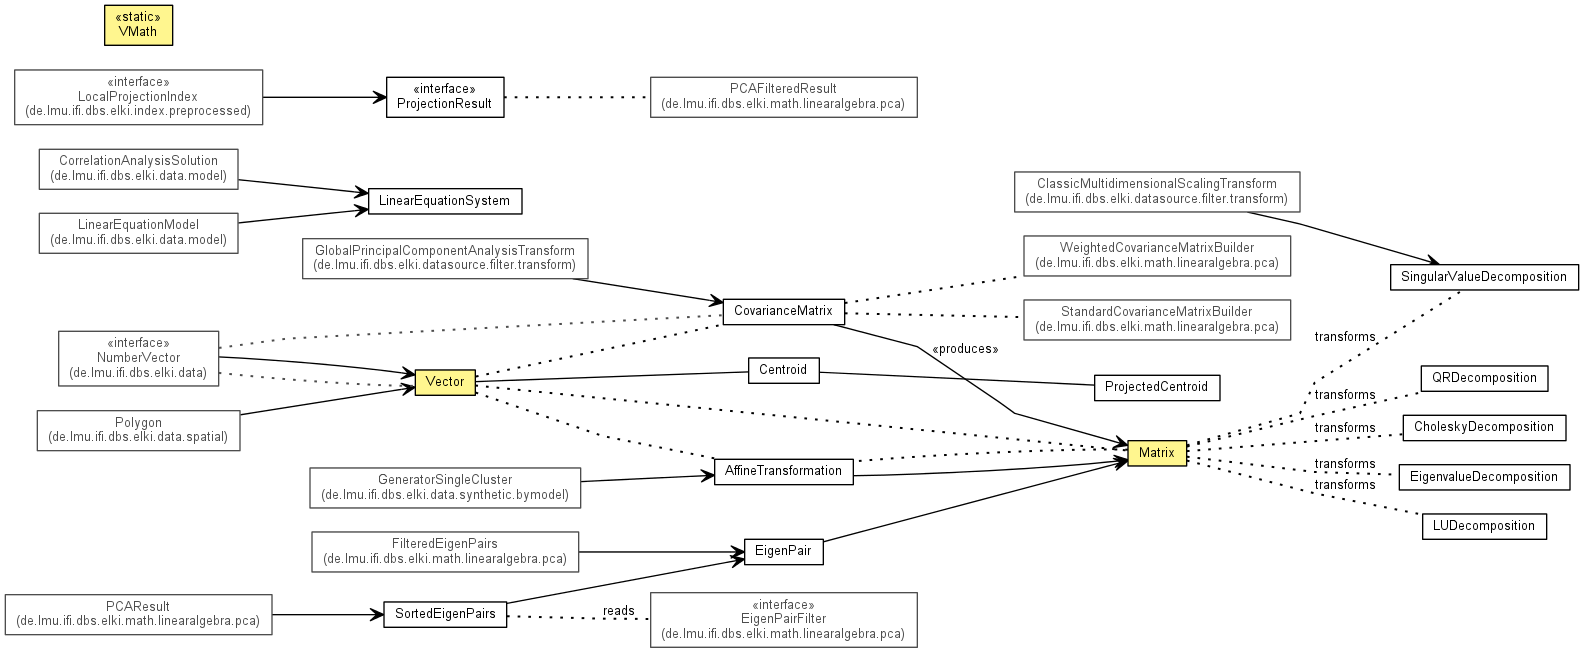 «static»
VMath
«interface»
LocalProjectionIndex
(de.lmu.ifi.dbs.elki.index.preprocessed)
«interface»
ProjectionResult
PCAFilteredResult
(de.lmu.ifi.dbs.elki.math.linearalgebra.pca)
CorrelationAnalysisSolution
(de.lmu.ifi.dbs.elki.data.model)
LinearEquationSystem
LinearEquationModel
(de.lmu.ifi.dbs.elki.data.model)
ClassicMultidimensionalScalingTransform
(de.lmu.ifi.dbs.elki.datasource.filter.transform)
GlobalPrincipalComponentAnalysisTransform
(de.lmu.ifi.dbs.elki.datasource.filter.transform)
WeightedCovarianceMatrixBuilder
(de.lmu.ifi.dbs.elki.math.linearalgebra.pca)
SingularValueDecomposition
CovarianceMatrix
StandardCovarianceMatrixBuilder
(de.lmu.ifi.dbs.elki.math.linearalgebra.pca)
«interface»
NumberVector
(de.lmu.ifi.dbs.elki.data)
«produces»
transforms
Vector
Centroid
ProjectedCentroid
QRDecomposition
transforms
Polygon
(de.lmu.ifi.dbs.elki.data.spatial)
transforms
CholeskyDecomposition
Matrix
AffineTransformation
transforms
EigenvalueDecomposition
GeneratorSingleCluster
(de.lmu.ifi.dbs.elki.data.synthetic.bymodel)
transforms
LUDecomposition
FilteredEigenPairs
(de.lmu.ifi.dbs.elki.math.linearalgebra.pca)
EigenPair
PCAResult
(de.lmu.ifi.dbs.elki.math.linearalgebra.pca)
SortedEigenPairs
reads
«interface»
EigenPairFilter
(de.lmu.ifi.dbs.elki.math.linearalgebra.pca)